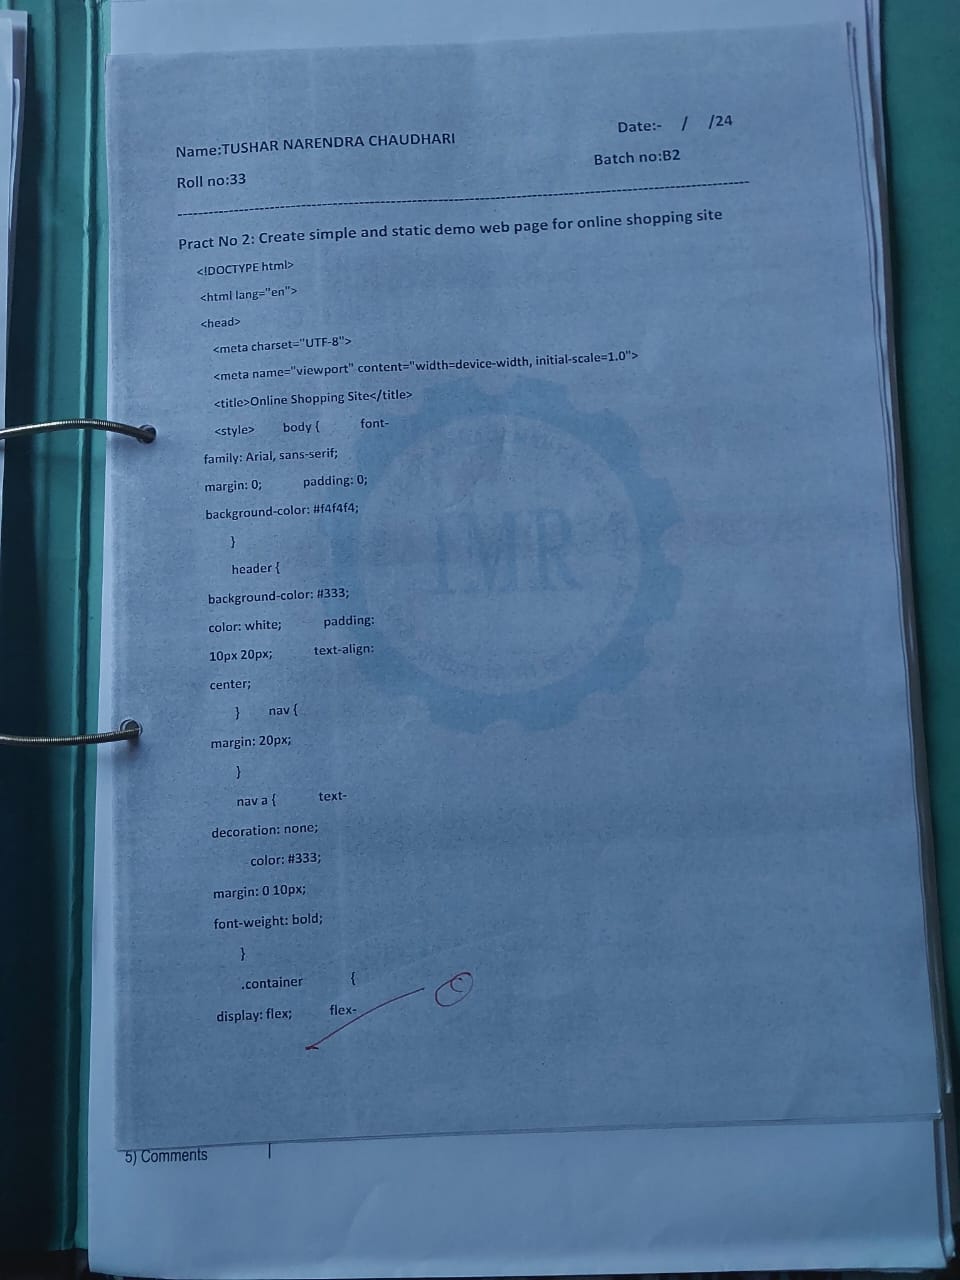 Name:TUSHAR NARENDRA CHAUDHARI Date:- / /24
Roll no:33 Batch no:B2
Pract No 2: Create simple and static demo web page for online shopping site
<!DOCTYPE html>
<html lang="en">
<head>
<meta charset="UTF-8">
<meta name="viewport" content="width=device-width, initial-scale=1.0">
<title>Online Shopping Site</title>
<style> body { font-
family: Arial, sans-serif;
margin: 0; padding: 0;
background-color: #f4f4f4;
}
header {
background-color: #333;
color: white; padding:
10px 20px; text-align:
center;
} nav {
margin: 20px;
}
nav a { text-
decoration: none;
color: #333;
margin: 0 10px;
font-weight: bold;
}
.container {
display: flex; flex-
IMR
5) Comments